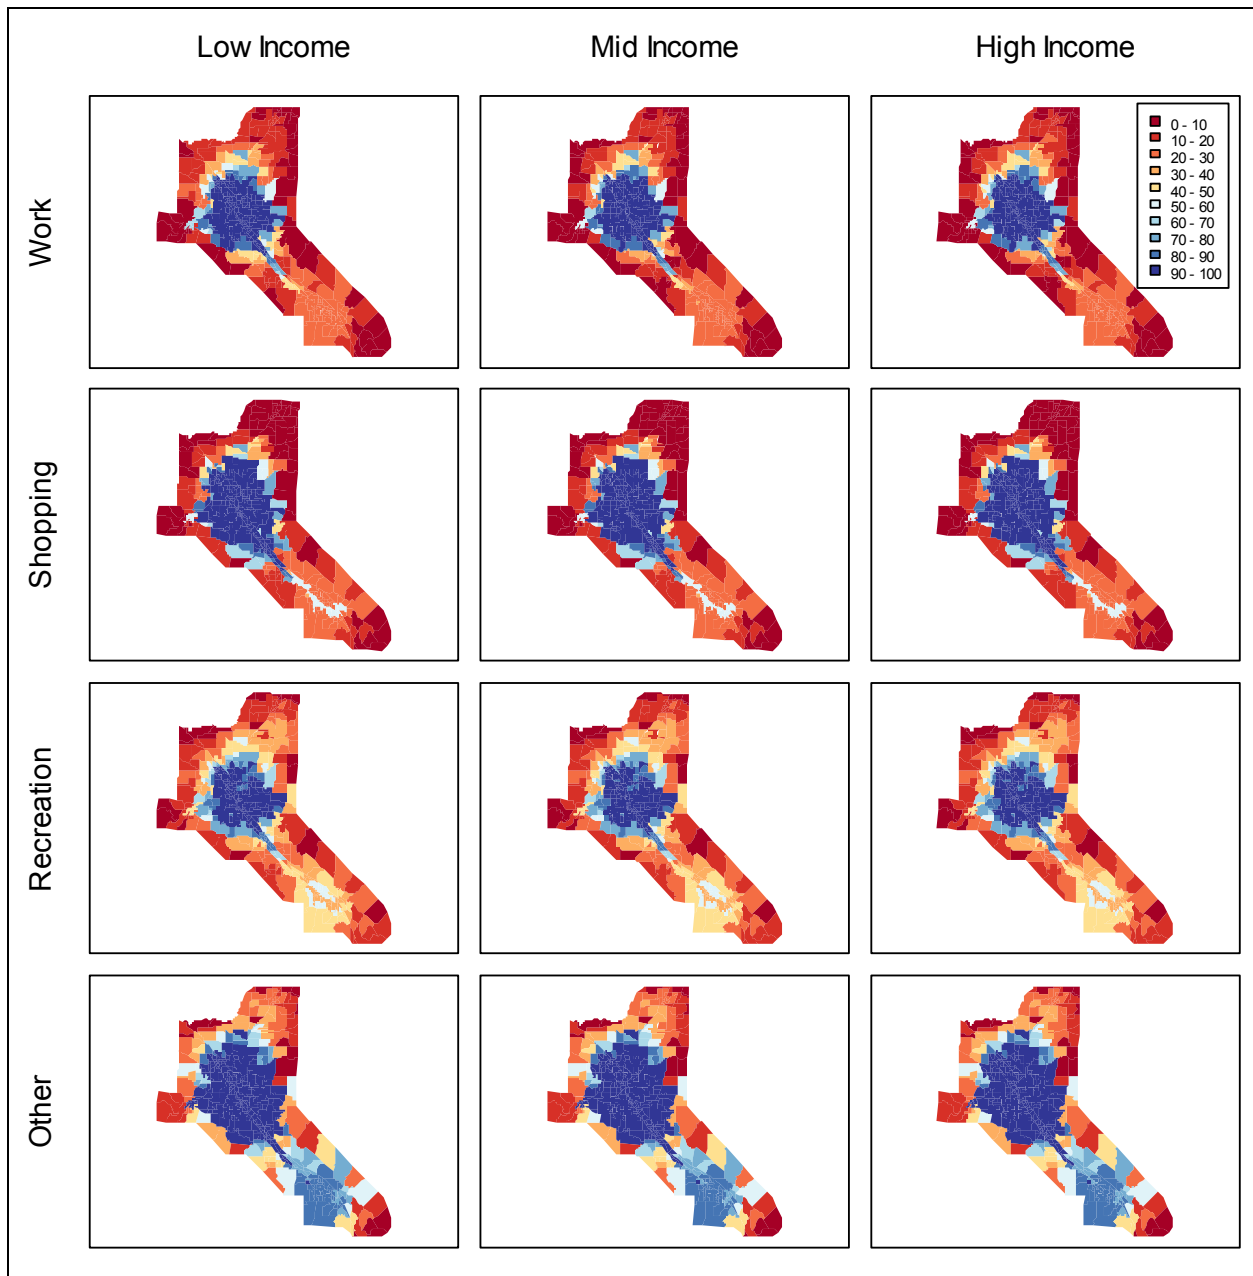 Low Income
Mid Income
High Income
Work
0 - 10
10 - 20
20 - 30
30 - 40
40 - 50
50 - 60
60 - 70
70 - 80
80 - 90
90 - 100
Shopping
Recreation
Other